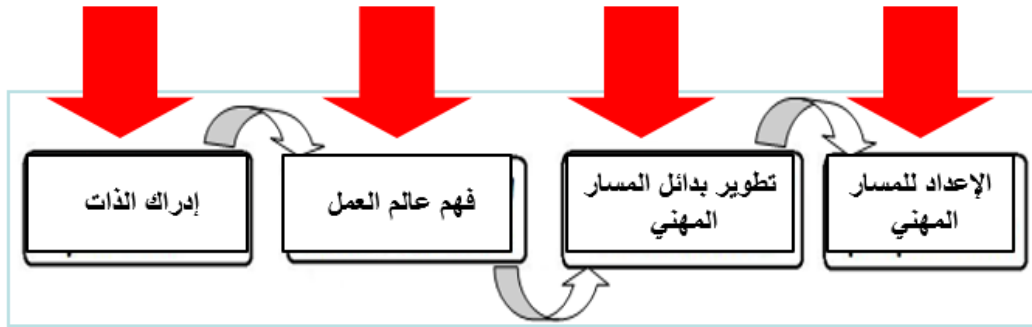 إدراك الذات
فهم عالم العمل
تطوير بدائل المسار
المهني
الإعداد للمسار
المهني